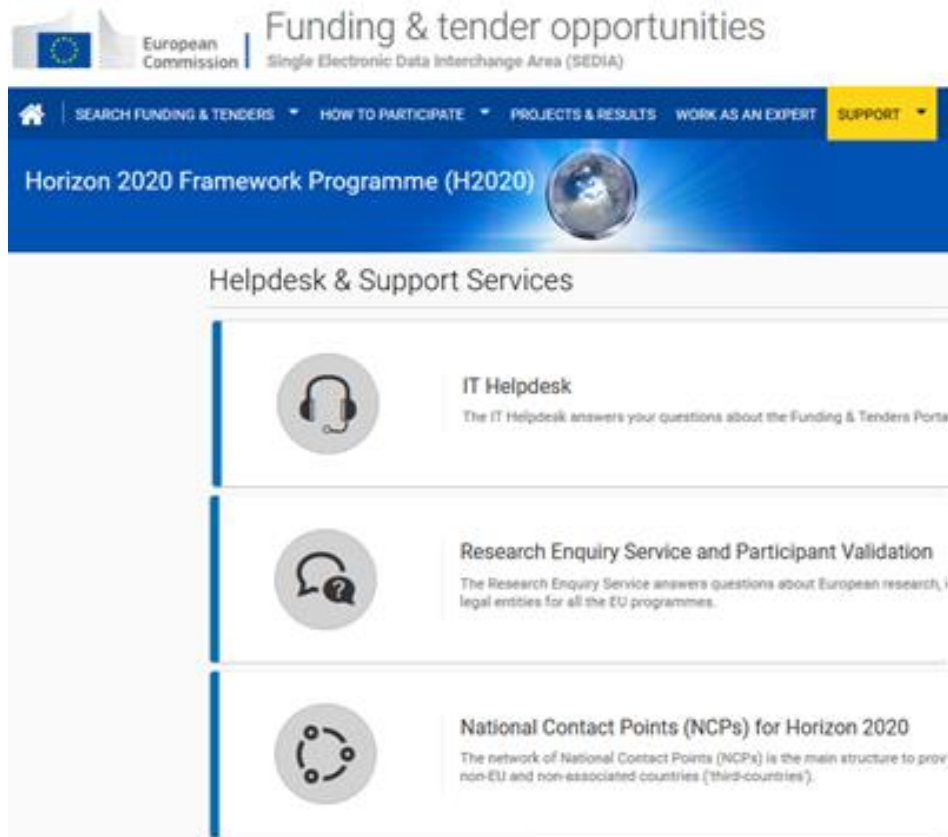 Funding & tender opportunities
European
Commission
Single Electronic Data Interchange Area (SEDIA)
SEARCH FUNDING & TENDERS HOW TO PARTICIPATE PROJECTS & RESULTS WORK AS AN EXPERT SUPPORT
Horizon 2020 Framework Programme (H2020)
Helpdesk & Support Services
IT Helpdesk
The IT Helpdesk answers your questions about the Funding & Tenders Porta
Research Enquiry Service and Participant Validation
The Research Enquiry Service answers questions about European research, i
legal entities for all the EU programmes.
National Contact Points (NCPs) for Horizon 2020
The network of National Contact Points (NCPs) is the main structure to prov
non-EU and non-associated countries ('third-countries').